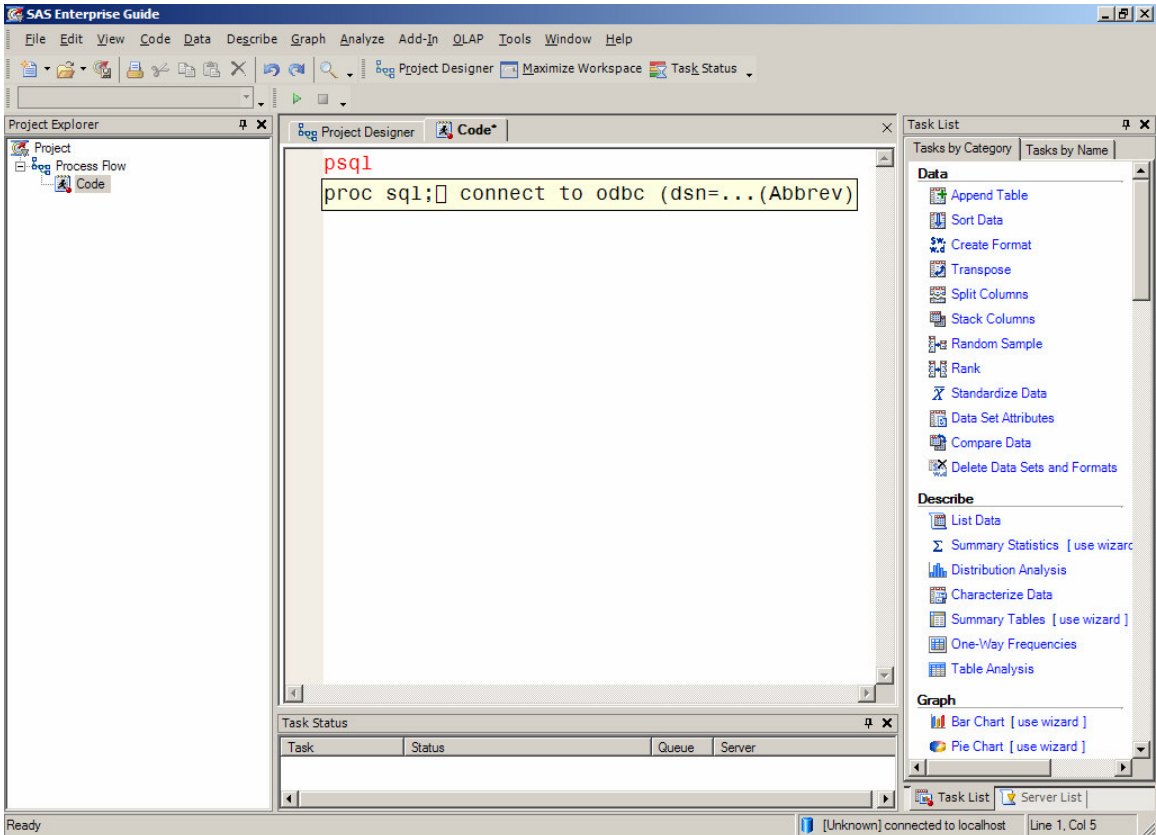 SAS Enterprise Guide
File Edit View Code Data Describe Graph Analyze Add-In OLAP Tools Window Help
Project Designer Maximize Workspace Task Status
Project Explorer
Project
Process Flow
Code
Project Designer Code*
psql
proc sql;▯ connect to odbc (dsn=...(Abbrev)
Task Status
Task Status Queue Server
Task List
Tasks by Category Tasks by Name
Data
Append Table
Sort Data
Create Format
Transpose
Split Columns
Stack Columns
Random Sample
Rank
Standardize Data
Data Set Attributes
Compare Data
Delete Data Sets and Formats
Describe
List Data
Summary Statistics [ use wizard
Distribution Analysis
Characterize Data
Summary Tables [ use wizard ]
One-Way Frequencies
Table Analysis
Graph
Bar Chart [ use wizard ]
Pie Chart [ use wizard ]
Task List Server List
Ready [Unknown] connected to localhost Line 1, Col 5